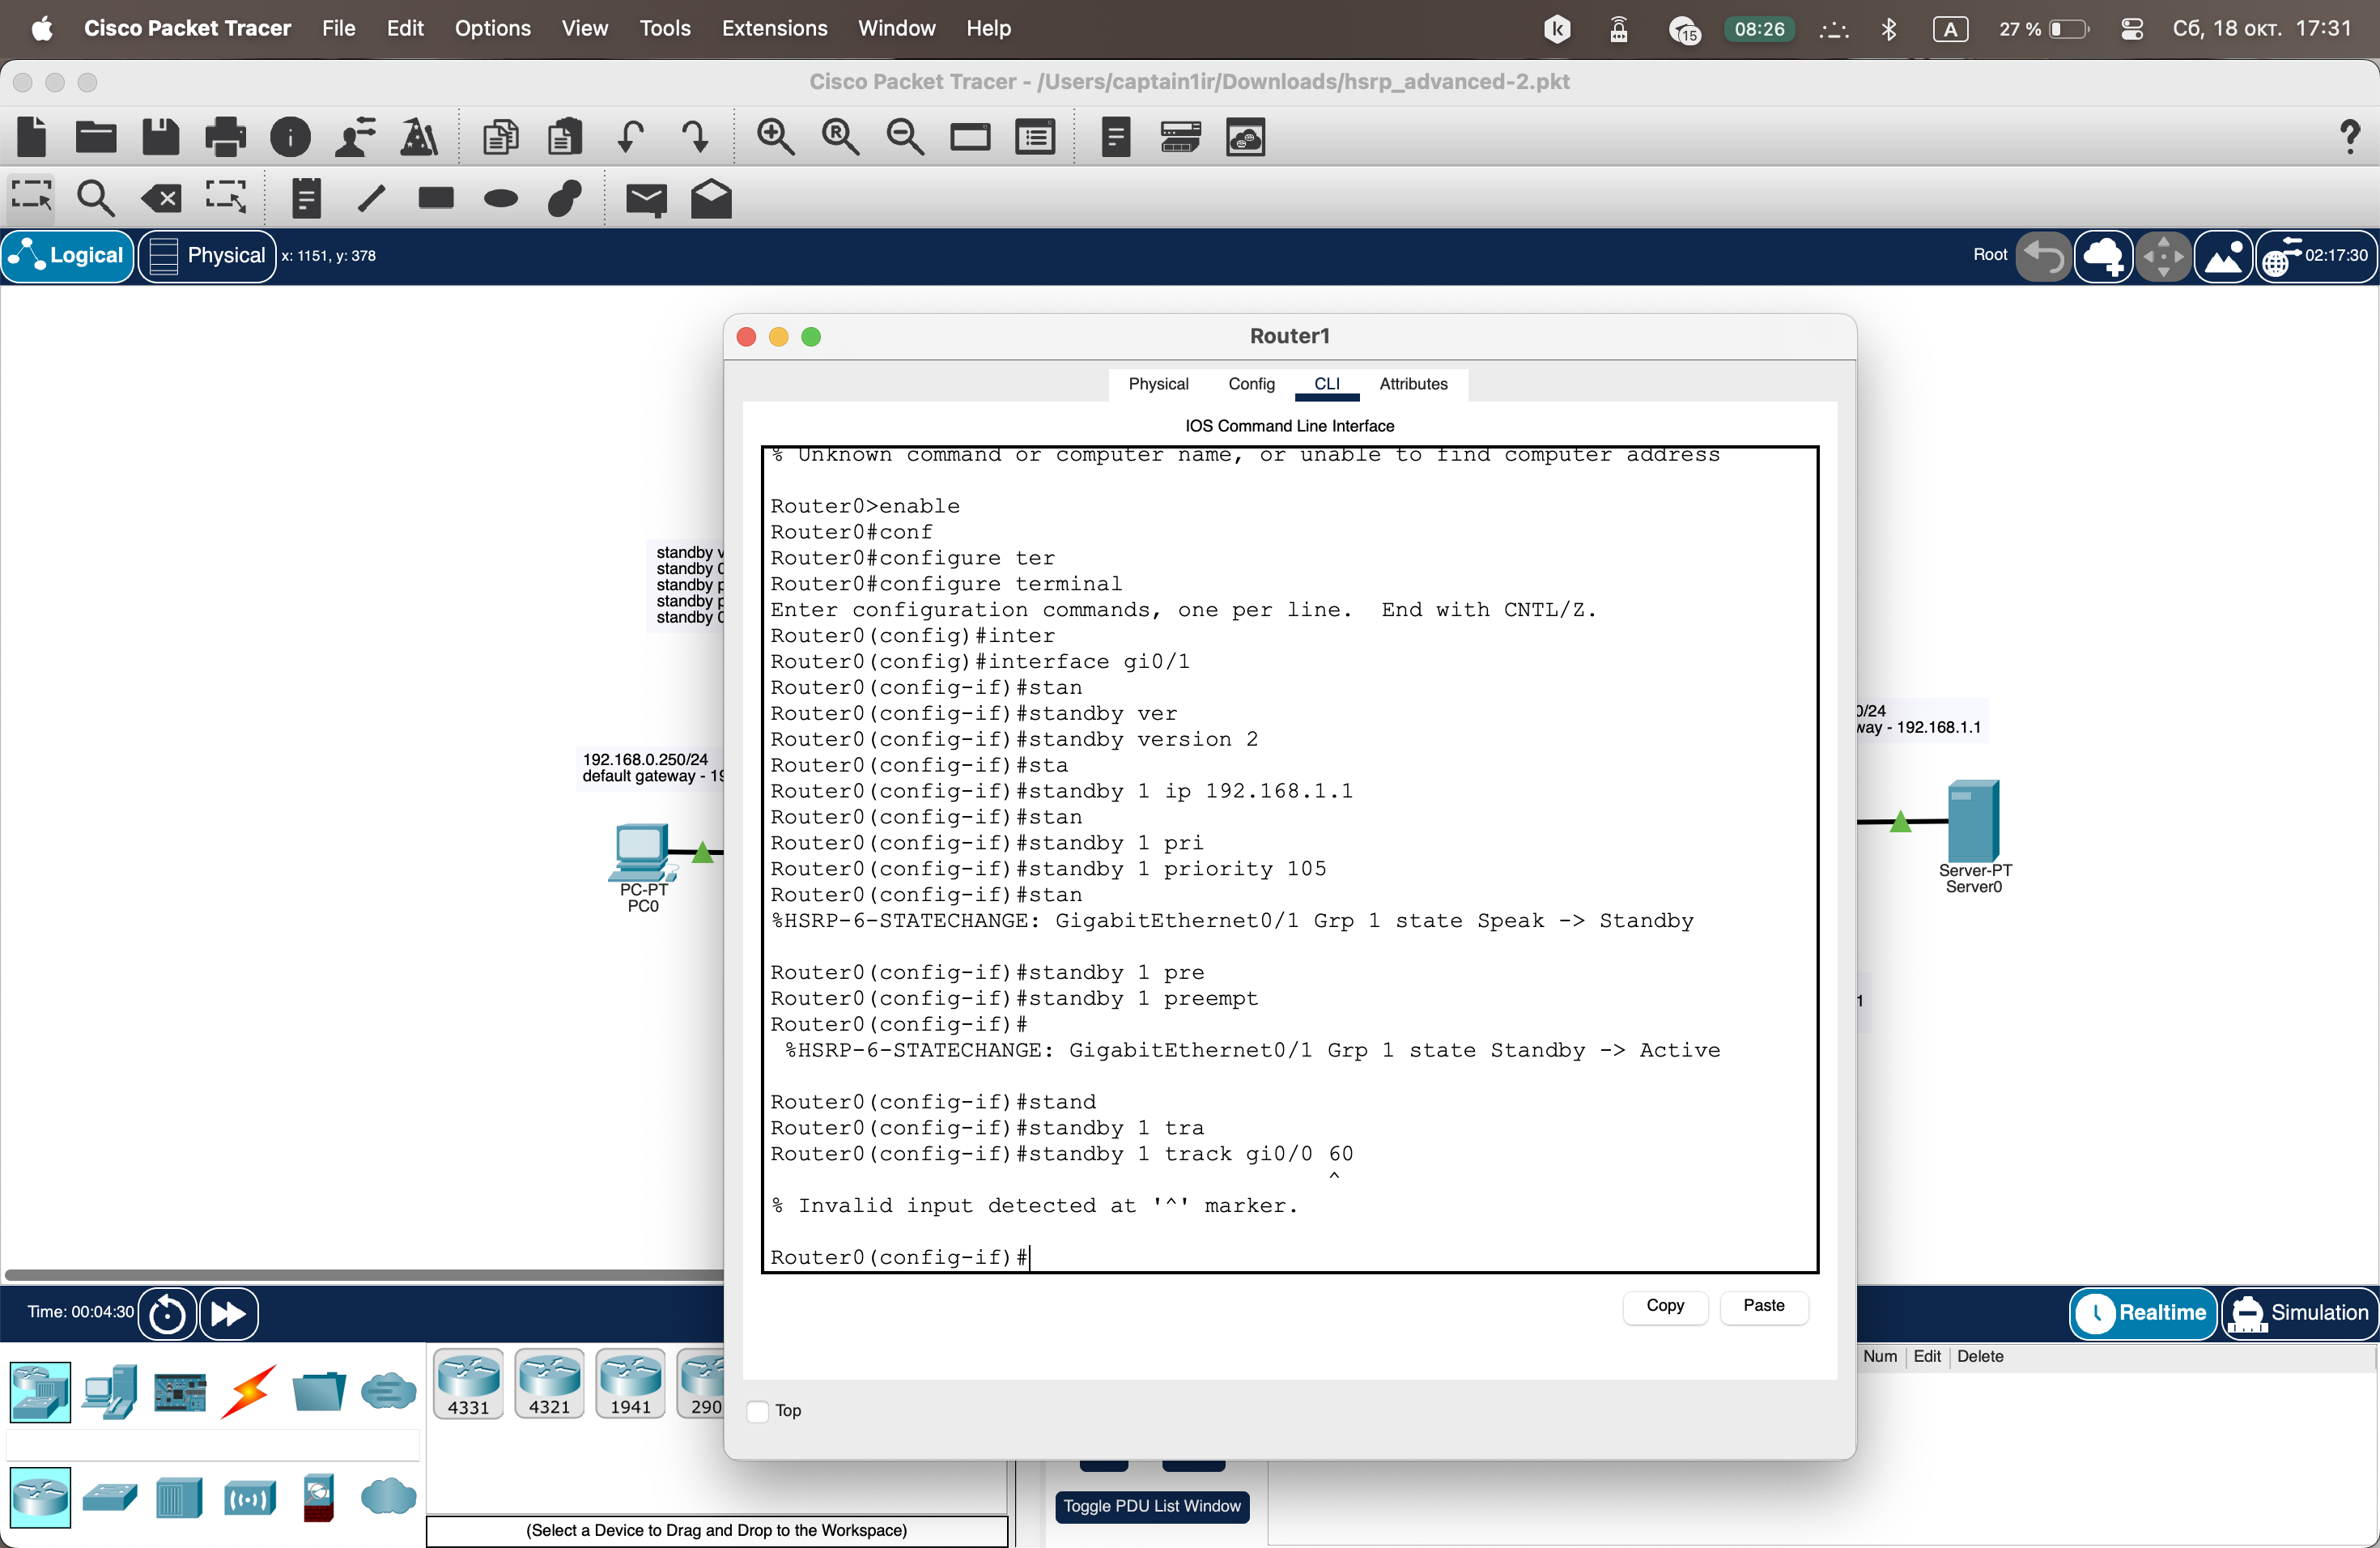 Cisco Packet Tracer File Edit Options View Tools Extensions Window Help 15 08:26 A 27 % Сб, 18 окт. 17:31
Cisco Packet Tracer - /Users/captain1ir/Downloads/hsrp_advanced-2.pkt
Logical Physical x: 1151, y: 378 Root 02:17:30
Router1
Physical Config CLI Attributes
IOS Command Line Interface
% Unknown command or computer name, or unable to find computer address
Router0>enable
Router0#conf
Router0#configure ter
Router0#configure terminal
Enter configuration commands, one per line. End with CNTL/Z.
Router0(config)#inter
Router0(config)#interface gi0/1
Router0(config-if)#stan
Router0(config-if)#standby ver
Router0(config-if)#standby version 2
Router0(config-if)#sta
Router0(config-if)#standby 1 ip 192.168.1.1
Router0(config-if)#stan
Router0(config-if)#standby 1 pri
Router0(config-if)#standby 1 priority 105
Router0(config-if)#stan
%HSRP-6-STATECHANGE: GigabitEthernet0/1 Grp 1 state Speak -> Standby
Router0(config-if)#standby 1 pre
Router0(config-if)#standby 1 preempt
Router0(config-if)#
%HSRP-6-STATECHANGE: GigabitEthernet0/1 Grp 1 state Standby -> Active
Router0(config-if)#stand
Router0(config-if)#standby 1 tra
Router0(config-if)#standby 1 track gi0/0 60
^
% Invalid input detected at '^' marker.
Router0(config-if)#
Copy Paste
Top
standby v
standby 0
standby p
standby p
standby 0
192.168.0.250/24
default gateway - 19
PC-PT
PC0
0/24
way - 192.168.1.1
Server-PT
Server0
1
Time: 00:04:30 Realtime Simulation
4331 4321 1941 290
Num Edit Delete
Toggle PDU List Window
(Select a Device to Drag and Drop to the Workspace)